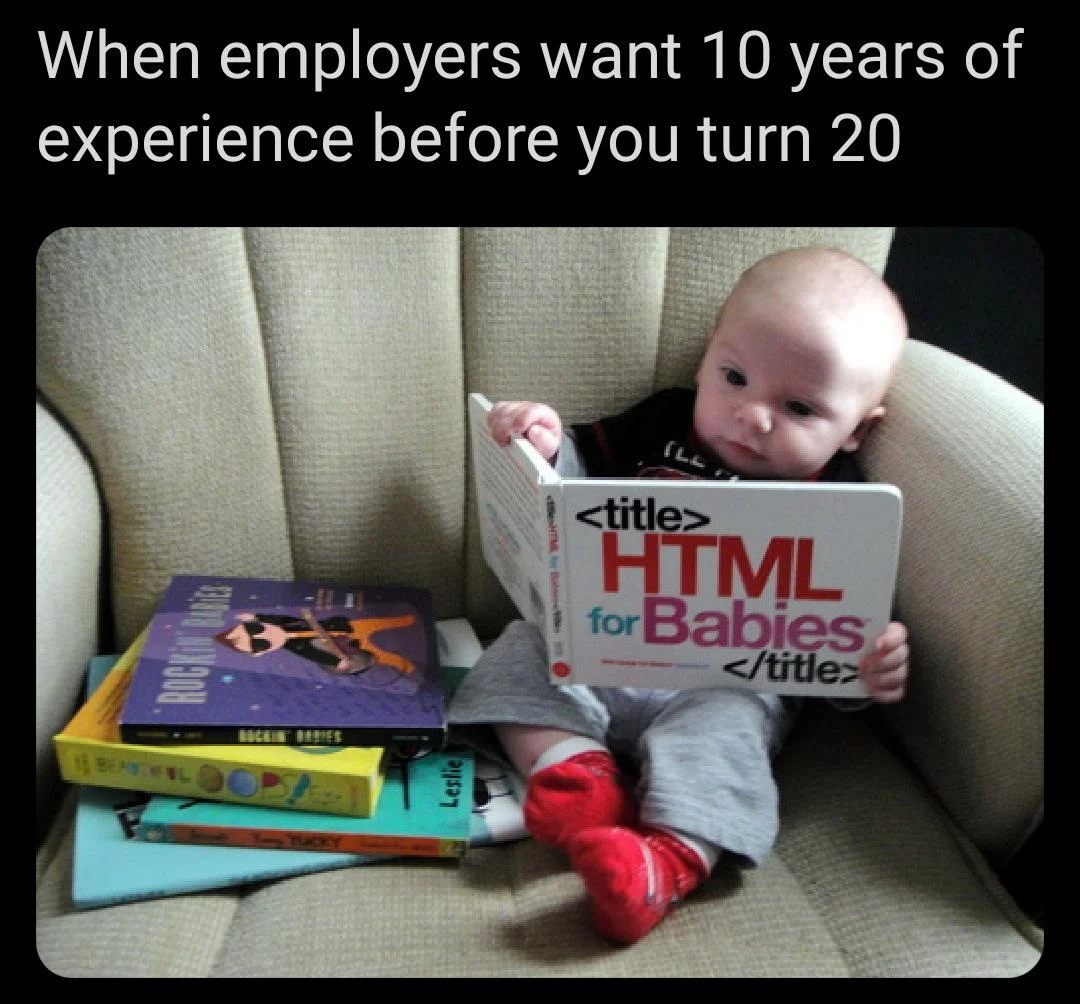 When employers want 10 years of
experience before you turn 20
<title>
HTML
for Babies
</title>
ROCKIN' BABIES
ROCKIN' BABIES
Leslie
YUCKY